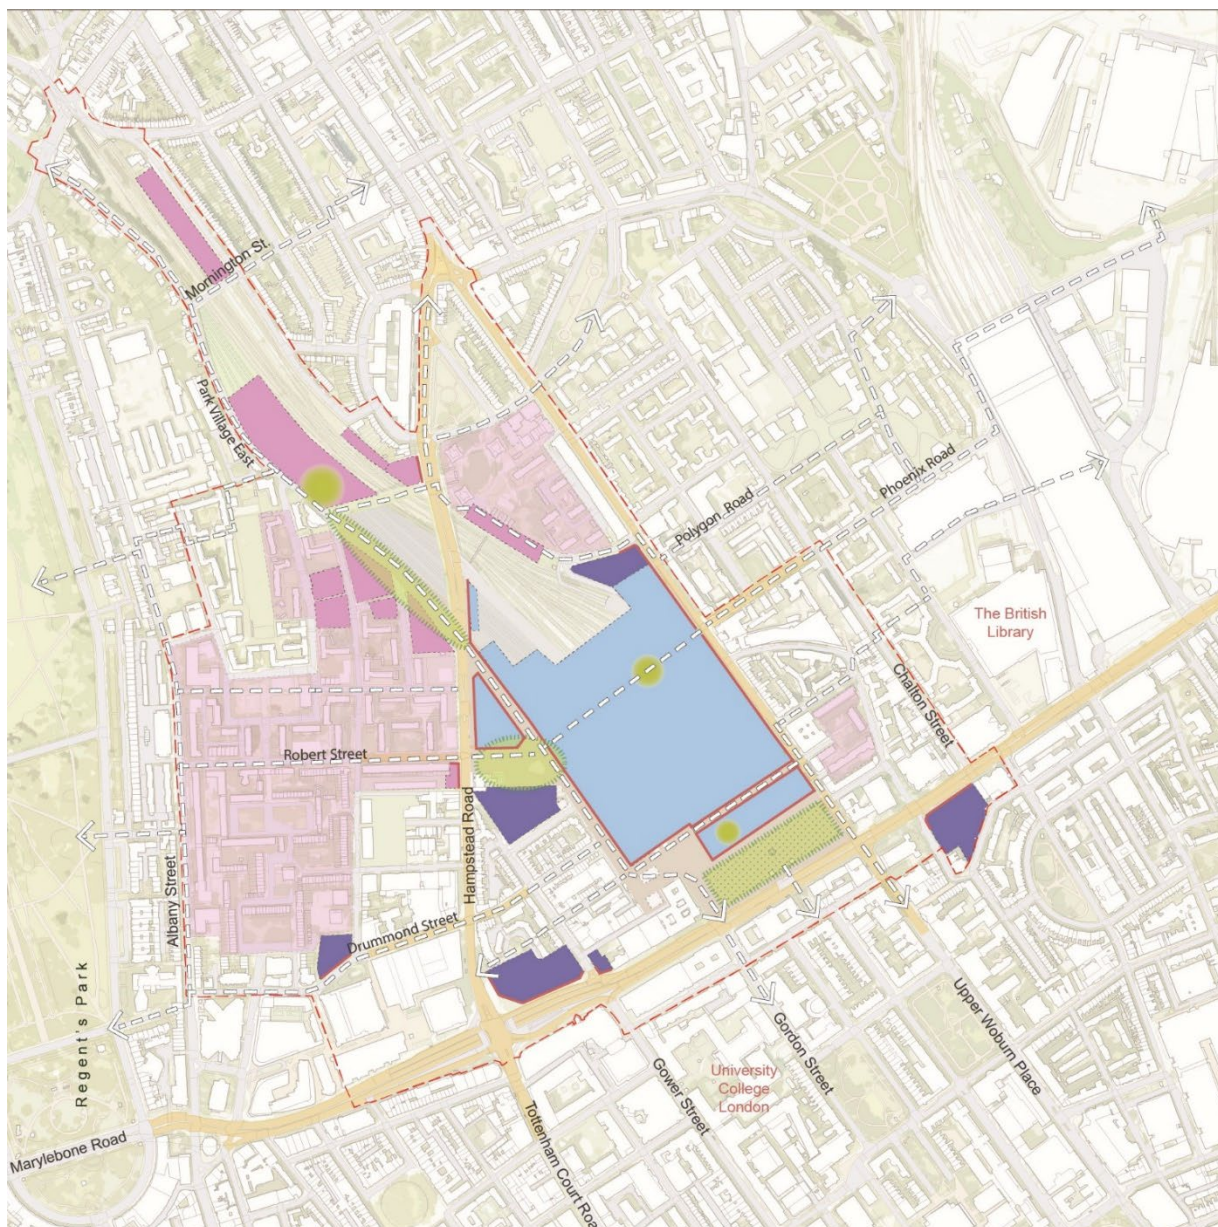 Mornington St.
Park Village East
Polygon Road
Phoenix Road
The British
Library
Chalton Street
Robert Street
Hampstead Road
Albany Street
Drummond Street
Regent's Park
Upper Woburn Place
Gordon Street
University
College
London
Gower Street
Marylebone Road
Tottenham Court Roa